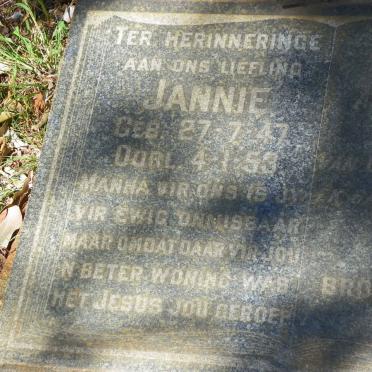 TER HERINNERINGE
AAN ONS LIEFLING
JANNIE
GEB. 27·7·47
OORL. 4·1·53
MANNA VIR ONS IS JY
VIR EWIG ONMISBAAR
MAAR OMDAT DAAR VIR JOU
N BETER WONING WAS
HET JESUS JOU GEROEP